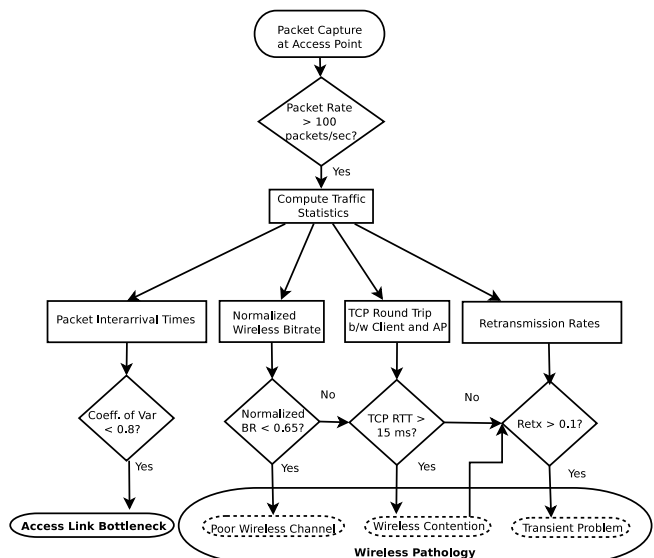 Packet Capture
at Access Point
Packet Rate
> 100
packets/sec?
Yes
Compute Traffic
Statistics
Packet Interarrival Times
Normalized
Wireless Bitrate
TCP Round Trip
b/w Client and AP
Retransmission Rates
Coeff. of Var
< 0.8?
Normalized
BR < 0.65?
No
TCP RTT >
15 ms?
No
Retx > 0.1?
Yes
Yes
Yes
Yes
Access Link Bottleneck
Poor Wireless Channel
Wireless Contention
Transient Problem
Wireless Pathology